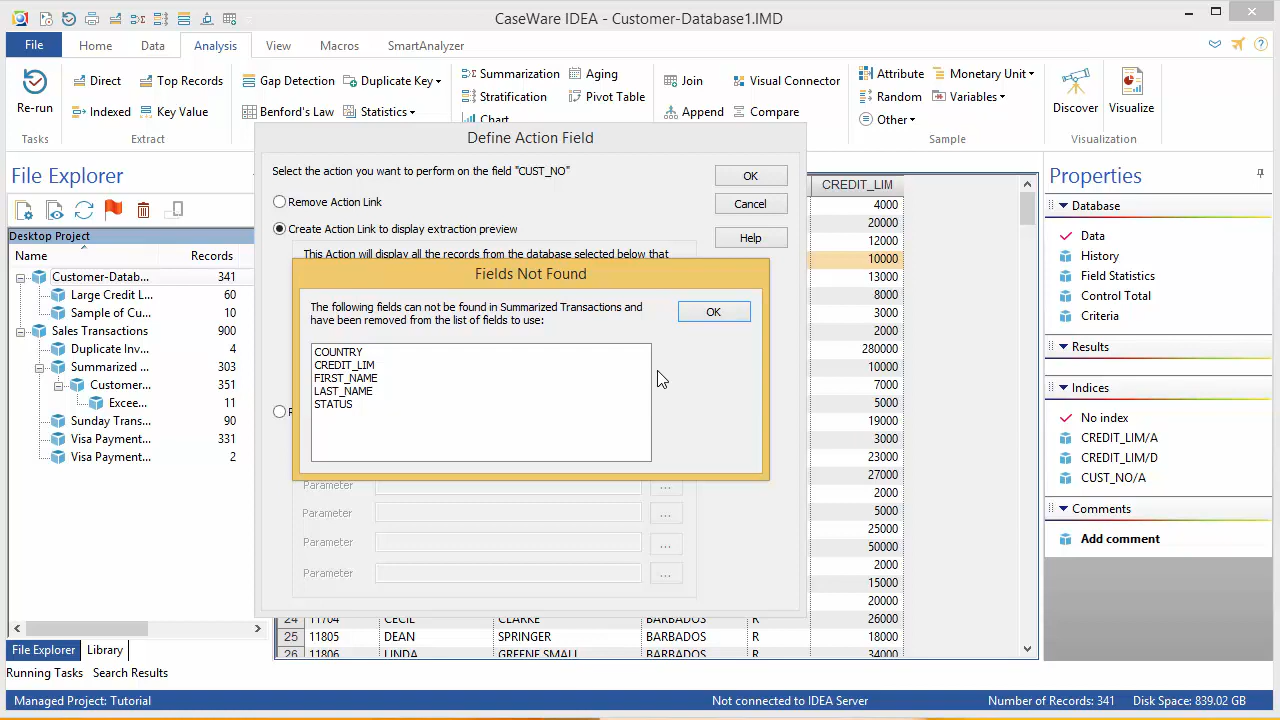 CaseWare IDEA - Customer-Database1.IMD
File
Home
Data
Analysis
View
Macros
SmartAnalyzer
Re-run
Tasks
Direct
Top Records
Indexed
Key Value
Extract
Gap Detection
Duplicate Key
Benford's Law
Statistics
Summarization
Aging
Stratification
Pivot Table
Chart
Join
Visual Connector
Append
Compare
Attribute
Monetary Unit
Random
Variables
Other
Sample
Discover
Visualize
Visualization
File Explorer
Desktop Project
Name
Records
Customer-Datab...
341
Large Credit L...
60
Sample of Cu...
10
Sales Transactions
900
Duplicate Inv...
4
Summarized ...
303
Customer...
351
Excee...
11
Sunday Trans...
90
Visa Payment...
331
Visa Payment...
2
File Explorer
Library
Running Tasks
Search Results
Define Action Field
Select the action you want to perform on the field "CUST_NO"
OK
Remove Action Link
Cancel
Create Action Link to display extraction preview
Help
This Action will display all the records from the database selected below that
Fields Not Found
The following fields can not be found in Summarized Transactions and
have been removed from the list of fields to use:
OK
COUNTRY
CREDIT_LIM
FIRST_NAME
LAST_NAME
STATUS
Parameter
...
Parameter
...
Parameter
...
Parameter
...
CREDIT_LIM
4000
20000
12000
10000
13000
8000
3000
2000
280000
10000
7000
5000
19000
3000
23000
27000
2000
5000
25000
50000
2000
15000
20000
24 11704 CECIL CLARKE BARBADOS R 26000
25 11805 DEAN SPRINGER BARBADOS R 18000
26 11806 LINDA GREENE SMALL BARBADOS R 34000
Properties
Database
Data
History
Field Statistics
Control Total
Criteria
Results
Indices
No index
CREDIT_LIM/A
CREDIT_LIM/D
CUST_NO/A
Comments
Add comment
Managed Project: Tutorial
Not connected to IDEA Server
Number of Records: 341
Disk Space: 839.02 GB